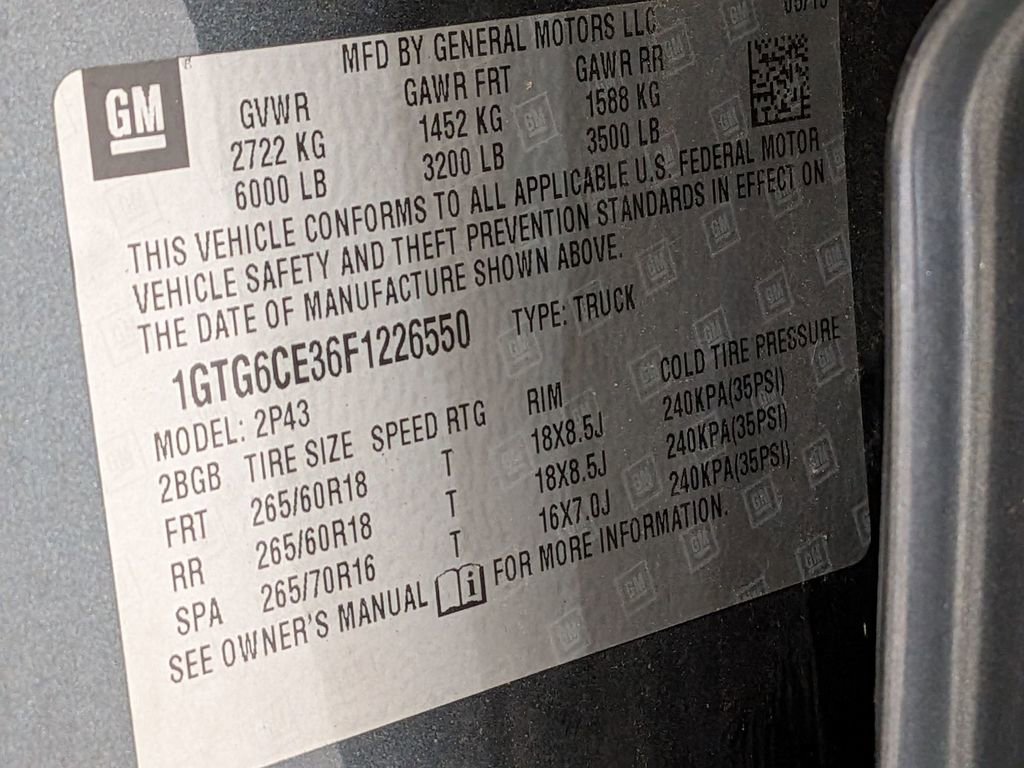 GM
MFD BY GENERAL MOTORS LLC
GVWR GAWR FRT GAWR RR
2722 KG 1452 KG 1588 KG
6000 LB 3200 LB 3500 LB
THIS VEHICLE CONFORMS TO ALL APPLICABLE U.S. FEDERAL MOTOR
VEHICLE SAFETY AND THEFT PREVENTION STANDARDS IN EFFECT ON
THE DATE OF MANUFACTURE SHOWN ABOVE.
1GTG6CE36F1226550 TYPE: TRUCK
MODEL: 2P43
2BGB TIRE SIZE SPEED RTG RIM COLD TIRE PRESSURE
FRT 265/60R18 T 18X8.5J 240KPA(35PSI)
RR 265/60R18 T 18X8.5J 240KPA(35PSI)
SPA 265/70R16 T 16X7.0J 240KPA(35PSI)
SEE OWNER'S MANUAL i FOR MORE INFORMATION.